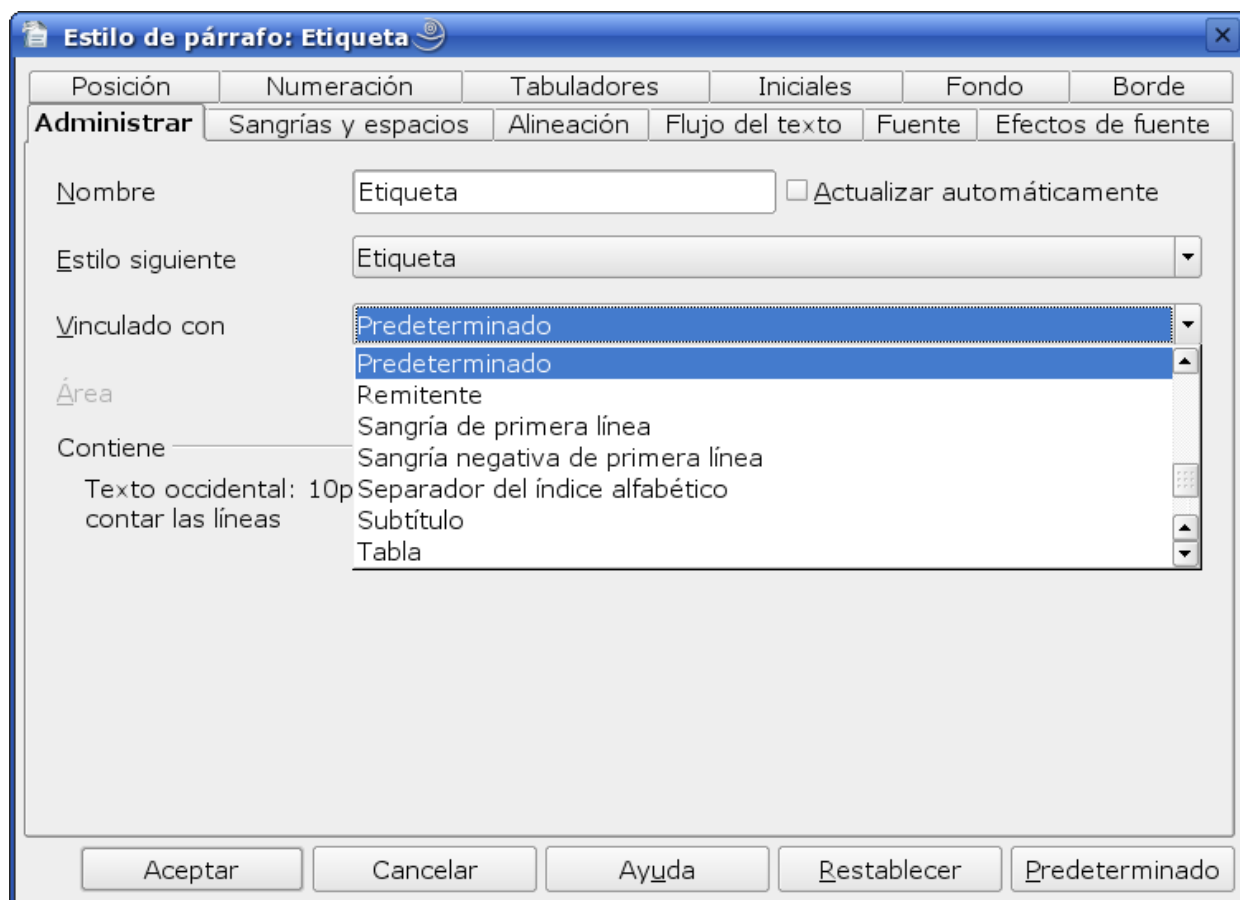 Estilo de párrafo: Etiqueta
Posición Numeración Tabuladores Iniciales Fondo Borde
Administrar Sangrías y espacios Alineación Flujo del texto Fuente Efectos de fuente
Nombre Etiqueta Actualizar automáticamente
Estilo siguiente Etiqueta
Vinculado con Predeterminado
Predeterminado
Área Remitente
Sangría de primera línea
Contiene Sangría negativa de primera línea
Texto occidental: 10p Separador del índice alfabético
contar las líneas Subtítulo
Tabla
Aceptar Cancelar Ayuda Restablecer Predeterminado